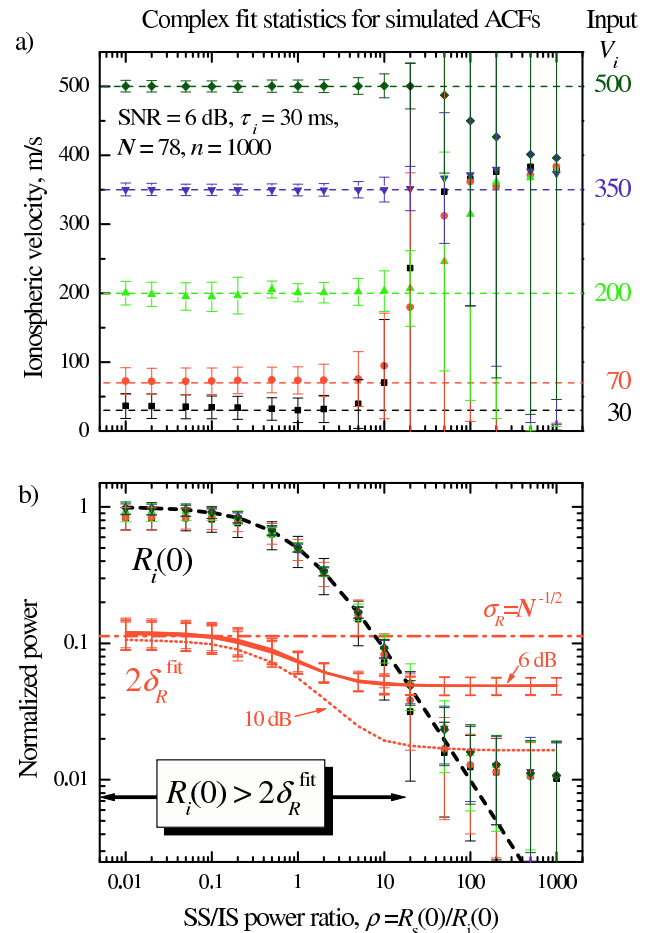 Complex fit statistics for simulated ACFs
Input
V_i
a)
500
400
300
200
100
0
Ionospheric velocity, m/s
SNR = 6 dB, τ_i = 30 ms,
N = 78, n = 1000
500
350
200
70
30
b)
1
0.1
0.01
Normalized power
R_i(0)
σ_R=N^{-1/2}
2δ_R^{fit}
6 dB
10 dB
R_i(0) > 2δ_R^{fit}
0.01 0.1 1 10 100 1000
SS/IS power ratio, ρ =R_s(0)/R_i(0)